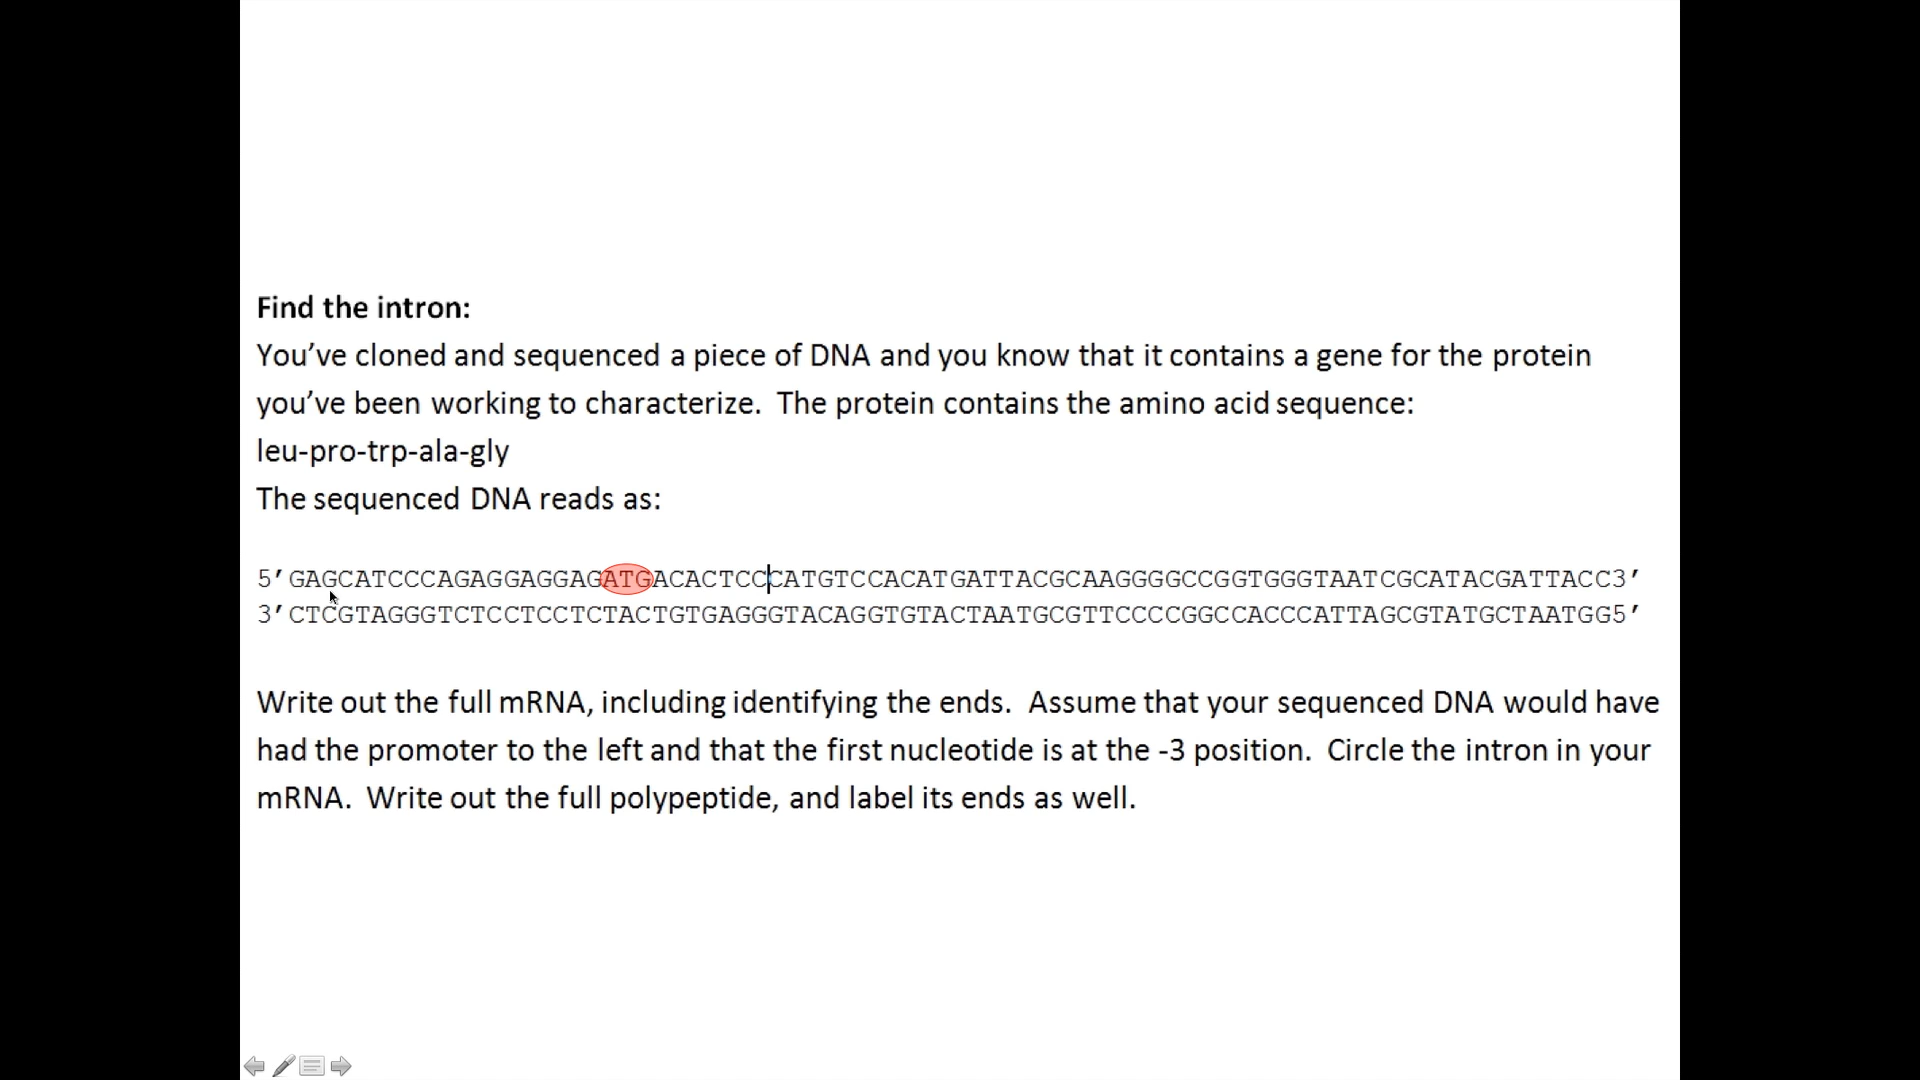 Find the intron:
You’ve cloned and sequenced a piece of DNA and you know that it contains a gene for the protein
you’ve been working to characterize.  The protein contains the amino acid sequence:
leu-pro-trp-ala-gly
The sequenced DNA reads as:
5’GAGCATCCCAGAGGAGGAGATGACACTCCCATGTCCACATGATTACGCAAGGGGCCGGTGGGTAATCGCATACGATTACC3’
3’CTCGTAGGGTCTCCTCCTCTACTGTGAGGGTACAGGTGTACTAATGCGTTCCCCGGCCACCCATTAGCGTATGCTAATGG5’
Write out the full mRNA, including identifying the ends.  Assume that your sequenced DNA would have
had the promoter to the left and that the first nucleotide is at the -3 position.  Circle the intron in your
mRNA.  Write out the full polypeptide, and label its ends as well.